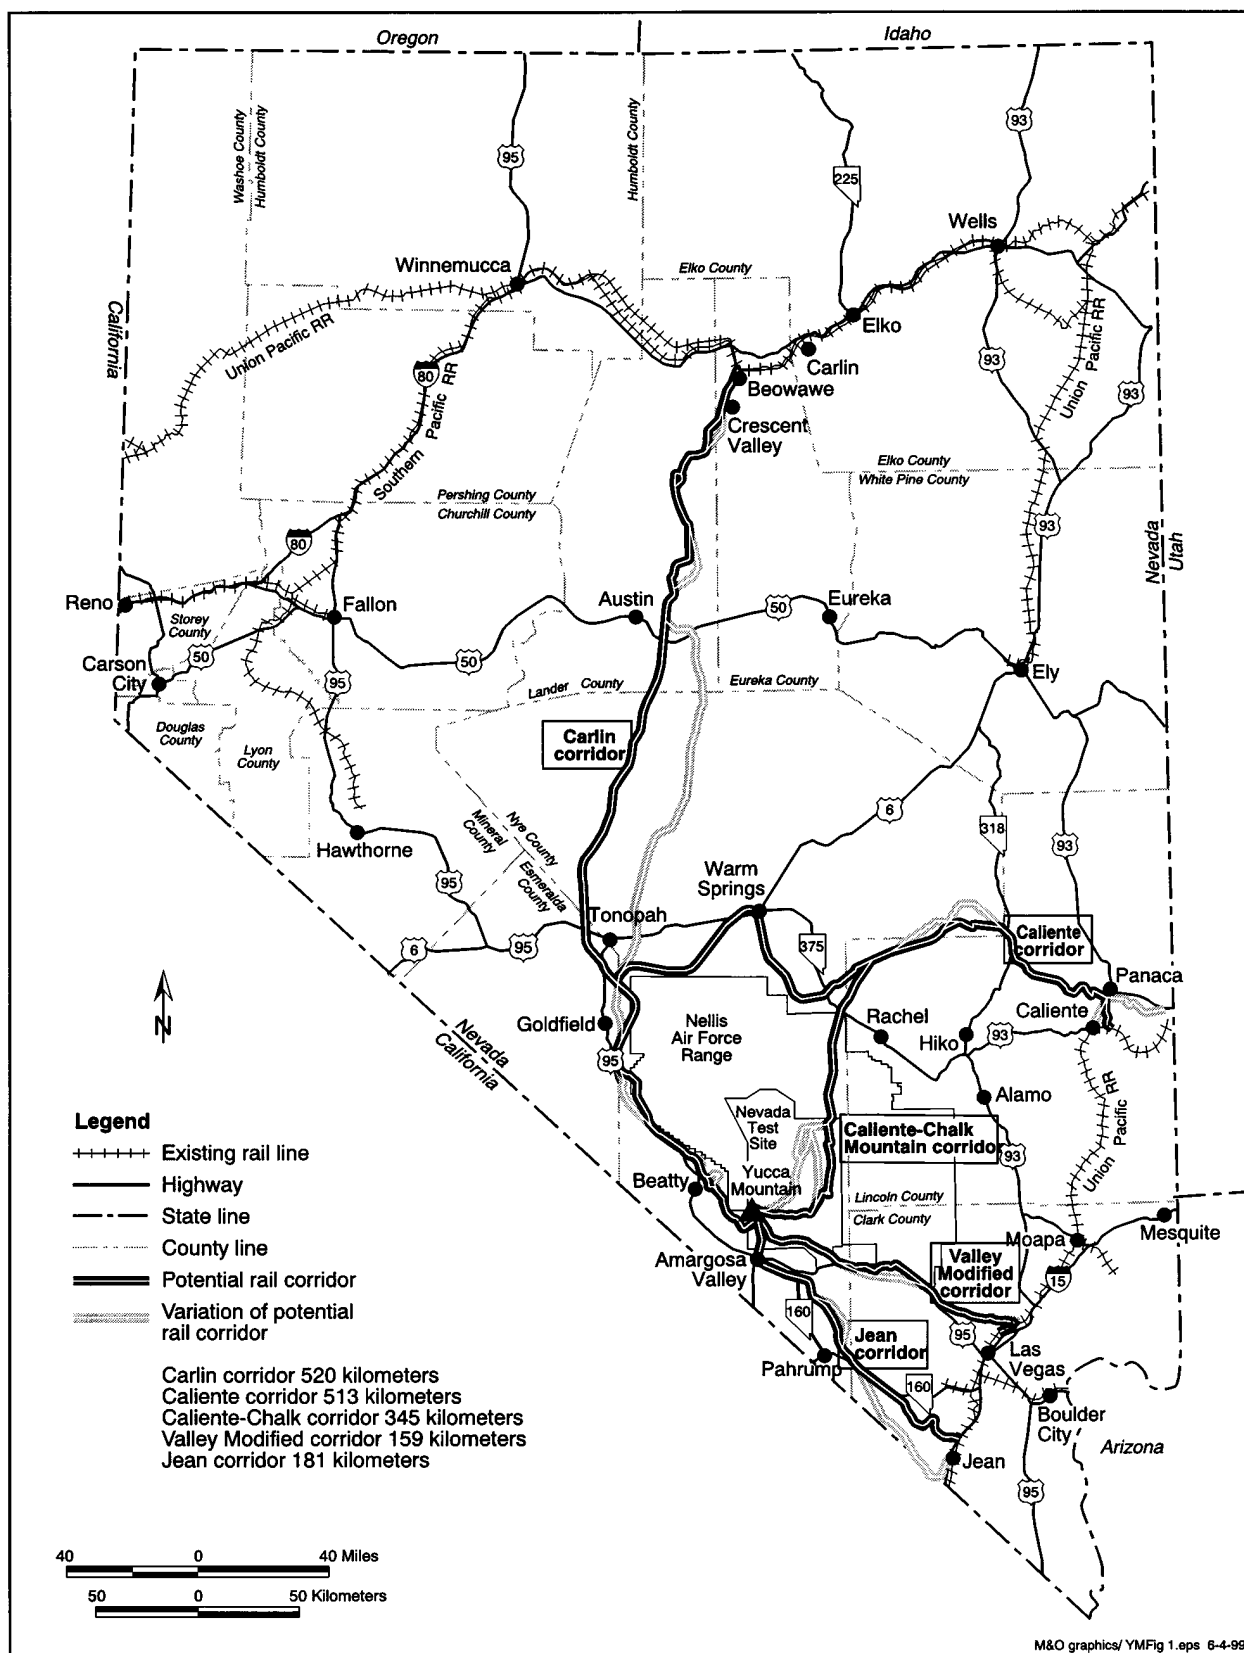 Oregon
Idaho
Washoe County
Humboldt County
Humboldt County
95
93
225
Wells
Winnemucca
Elko County
California
Union Pacific RR
Elko
Carlin
Beowawe
Crescent
Valley
80
Southern Pacific RR
93
93
Union Pacific RR
Elko County
White Pine County
Pershing County
Churchill County
80
93
Nevada
Utah
Reno
Fallon
Austin
50
Eureka
Storey
County
Carson
City
50
95
50
Ely
Lander County
Eureka County
Douglas
County
Lyon
County
Carlin
corridor
6
318
93
Hawthorne
Mineral
County
Nye County
Esmeralda
County
95
Warm
Springs
Tonopah
6
95
375
Caliente
corridor
Panaca
N
Nevada
California
Goldfield
95
Nellis
Air Force
Range
Rachel
Hiko
93
Caliente
Alamo
Union Pacific RR
Nevada
Test
Site
Caliente-Chalk
Mountain corridor
93
Beatty
Yucca
Mountain
Lincoln County
Clark County
Moapa
Mesquite
Amargosa
Valley
Valley
Modified
corridor
15
160
95
Jean
corridor
Las
Vegas
Pahrump
160
Boulder
City
Arizona
Jean
95
Legend
Existing rail line
Highway
State line
County line
Potential rail corridor
Variation of potential
rail corridor
Carlin corridor 520 kilometers
Caliente corridor 513 kilometers
Caliente-Chalk corridor 345 kilometers
Valley Modified corridor 159 kilometers
Jean corridor 181 kilometers
40 0 40 Miles
50 0 50 Kilometers
M&O graphics/ YMFig 1.eps 6-4-99